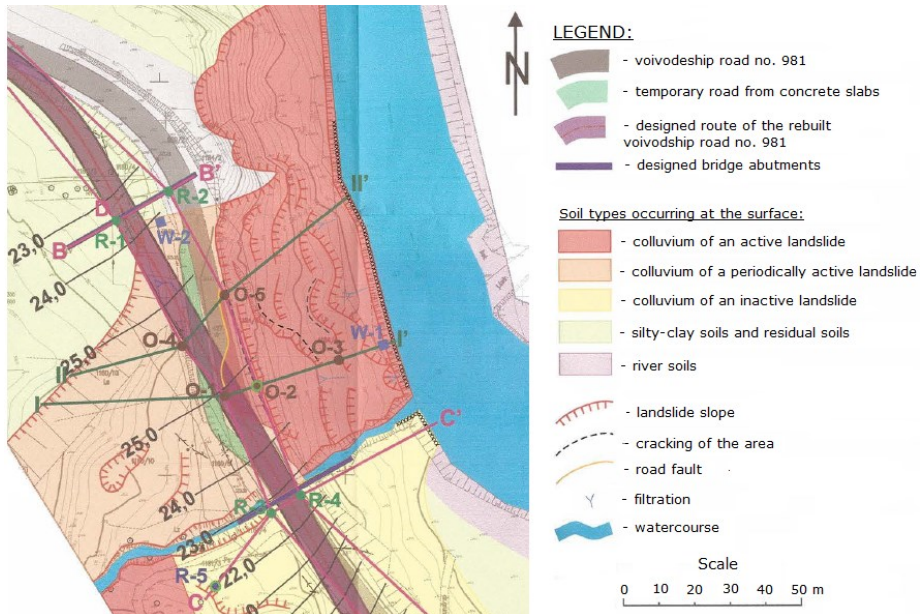 N
B'
II'
R-2
B
R-1
W-2
23,0
B
24,0
O-5
O-4
W-1
I'
O-3
II
25,0
O-1
O-2
I
C'
25,0
24,0
R-4
23,0
R-5
22,0
C
LEGEND:
- voivodeship road no. 981
- temporary road from concrete slabs
- designed route of the rebuilt
voivodship road no. 981
- designed bridge abutments
Soil types occurring at the surface:
- colluvium of an active landslide
- colluvium of a periodically active landslide
- colluvium of an inactive landslide
- silty-clay soils and residual soils
- river soils
- landslide slope
- cracking of the area
- road fault
- filtration
- watercourse
Scale
0 10 20 30 40 50 m